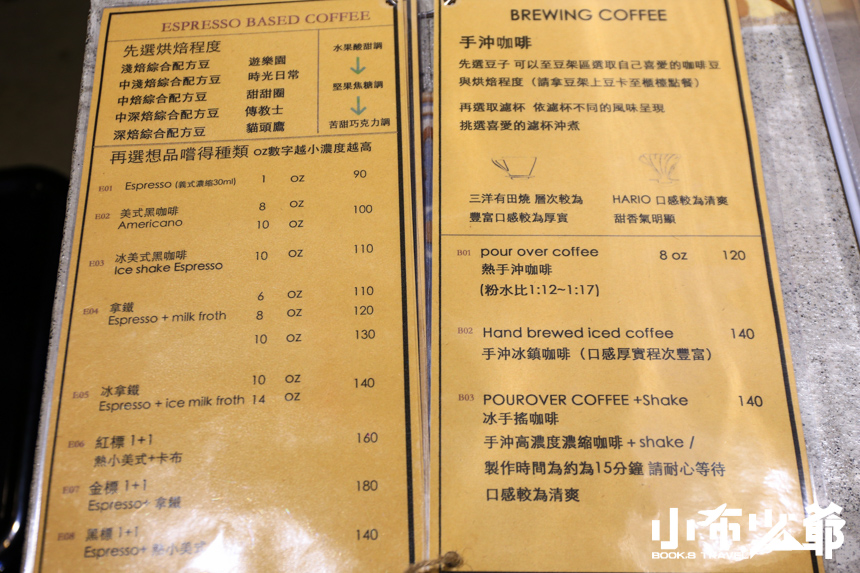 ESPRESSO BASED COFFEE
先選烘焙程度
淺焙綜合配方豆 遊樂園
中淺焙綜合配方豆 時光日常
中焙綜合配方豆 甜甜圈
中深焙綜合配方豆 傳教士
深焙綜合配方豆 貓頭鷹
水果酸甜調
↓
堅果焦糖調
↓
苦甜巧克力調
再選想品嚐得種類 oz數字越小濃度越高
E01 Espresso (義式濃縮30ml) 1 oz 90
E02 美式黑咖啡 8 oz 100
Americano 10 oz
E03 冰美式黑咖啡 10 oz 110
Ice shake Espresso
6 oz 110
E04 拿鐵 8 oz 120
Espresso + milk froth
10 oz 130
E05 冰拿鐵 10 oz 140
Espresso + ice milk froth 14 oz
E06 紅標 1+1 160
熱小美式+卡布
E07 金標 1+1 180
Espresso+ 拿鐵
E08 黑標 1+1 140
Espresso+ 熱小美式
BREWING COFFEE
手沖咖啡
先選豆子 可以至豆架區選取自己喜愛的咖啡豆
與烘焙程度（請拿豆架上豆卡至櫃檯點餐）
再選取濾杯 依濾杯不同的風味呈現
挑選喜愛的濾杯沖煮
三洋有田燒 層次較為
豐富口感較為厚實
HARIO 口感較為清爽
甜香氣明顯
B01 pour over coffee 8 oz 120
熱手沖咖啡
(粉水比1:12~1:17)
B02 Hand brewed iced coffee 140
手沖冰鎮咖啡（口感厚實程次豐富）
B03 POUROVER COFFEE +Shake 140
冰手搖咖啡
手沖高濃度濃縮咖啡 + shake /
製作時間為約為15分鐘 請耐心等待
口感較為清爽
小布少爺
BOOK.S TRAVEL